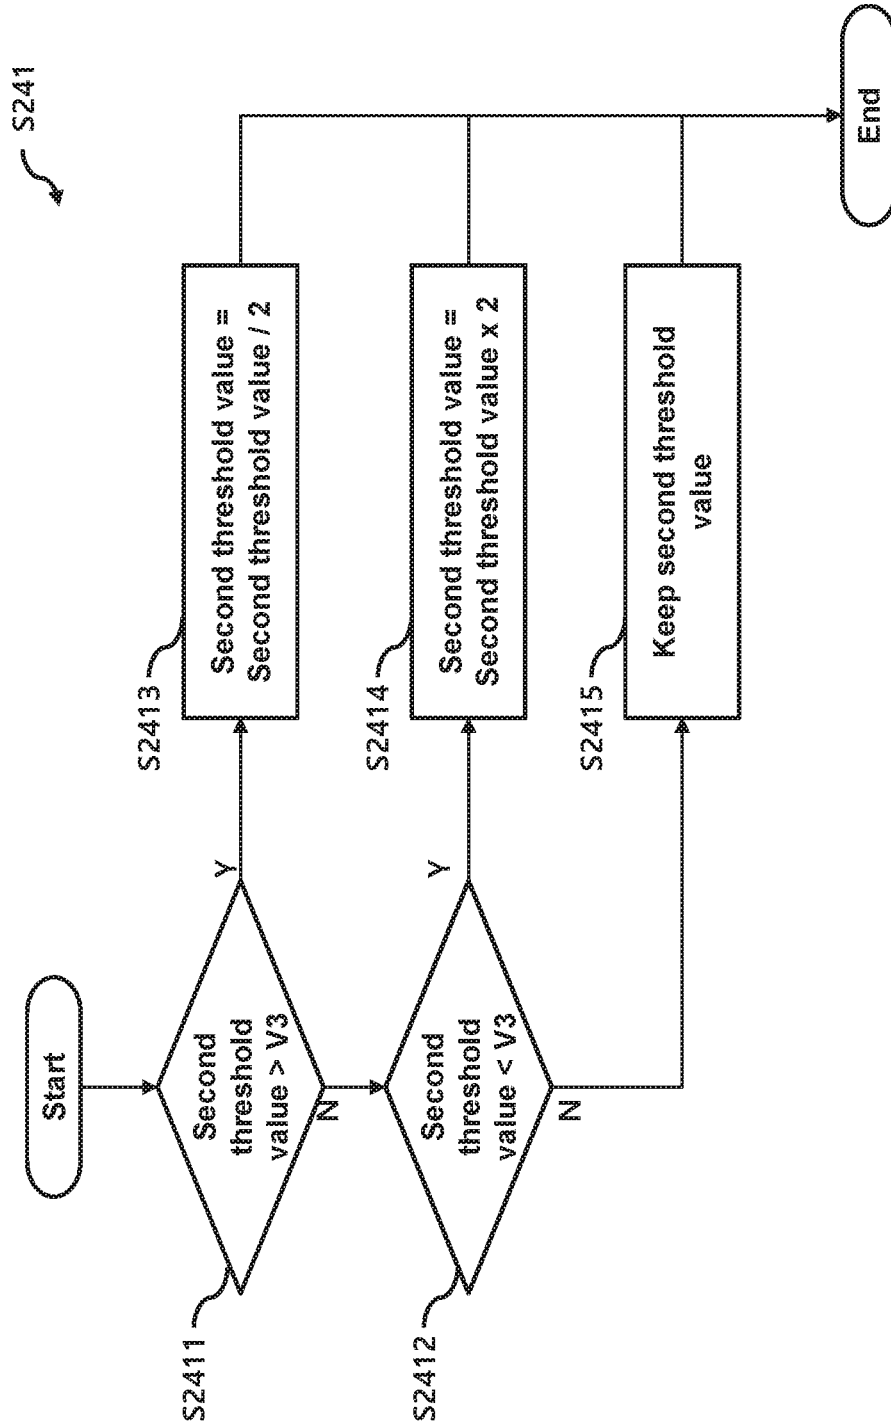 S241
Start
S2411
Second
threshold
value > V3
Y
N
S2413
Second threshold value =
Second threshold value / 2
S2412
Second
threshold
value < V3
Y
N
S2414
Second threshold value =
Second threshold value x 2
S2415
Keep second threshold
value
End